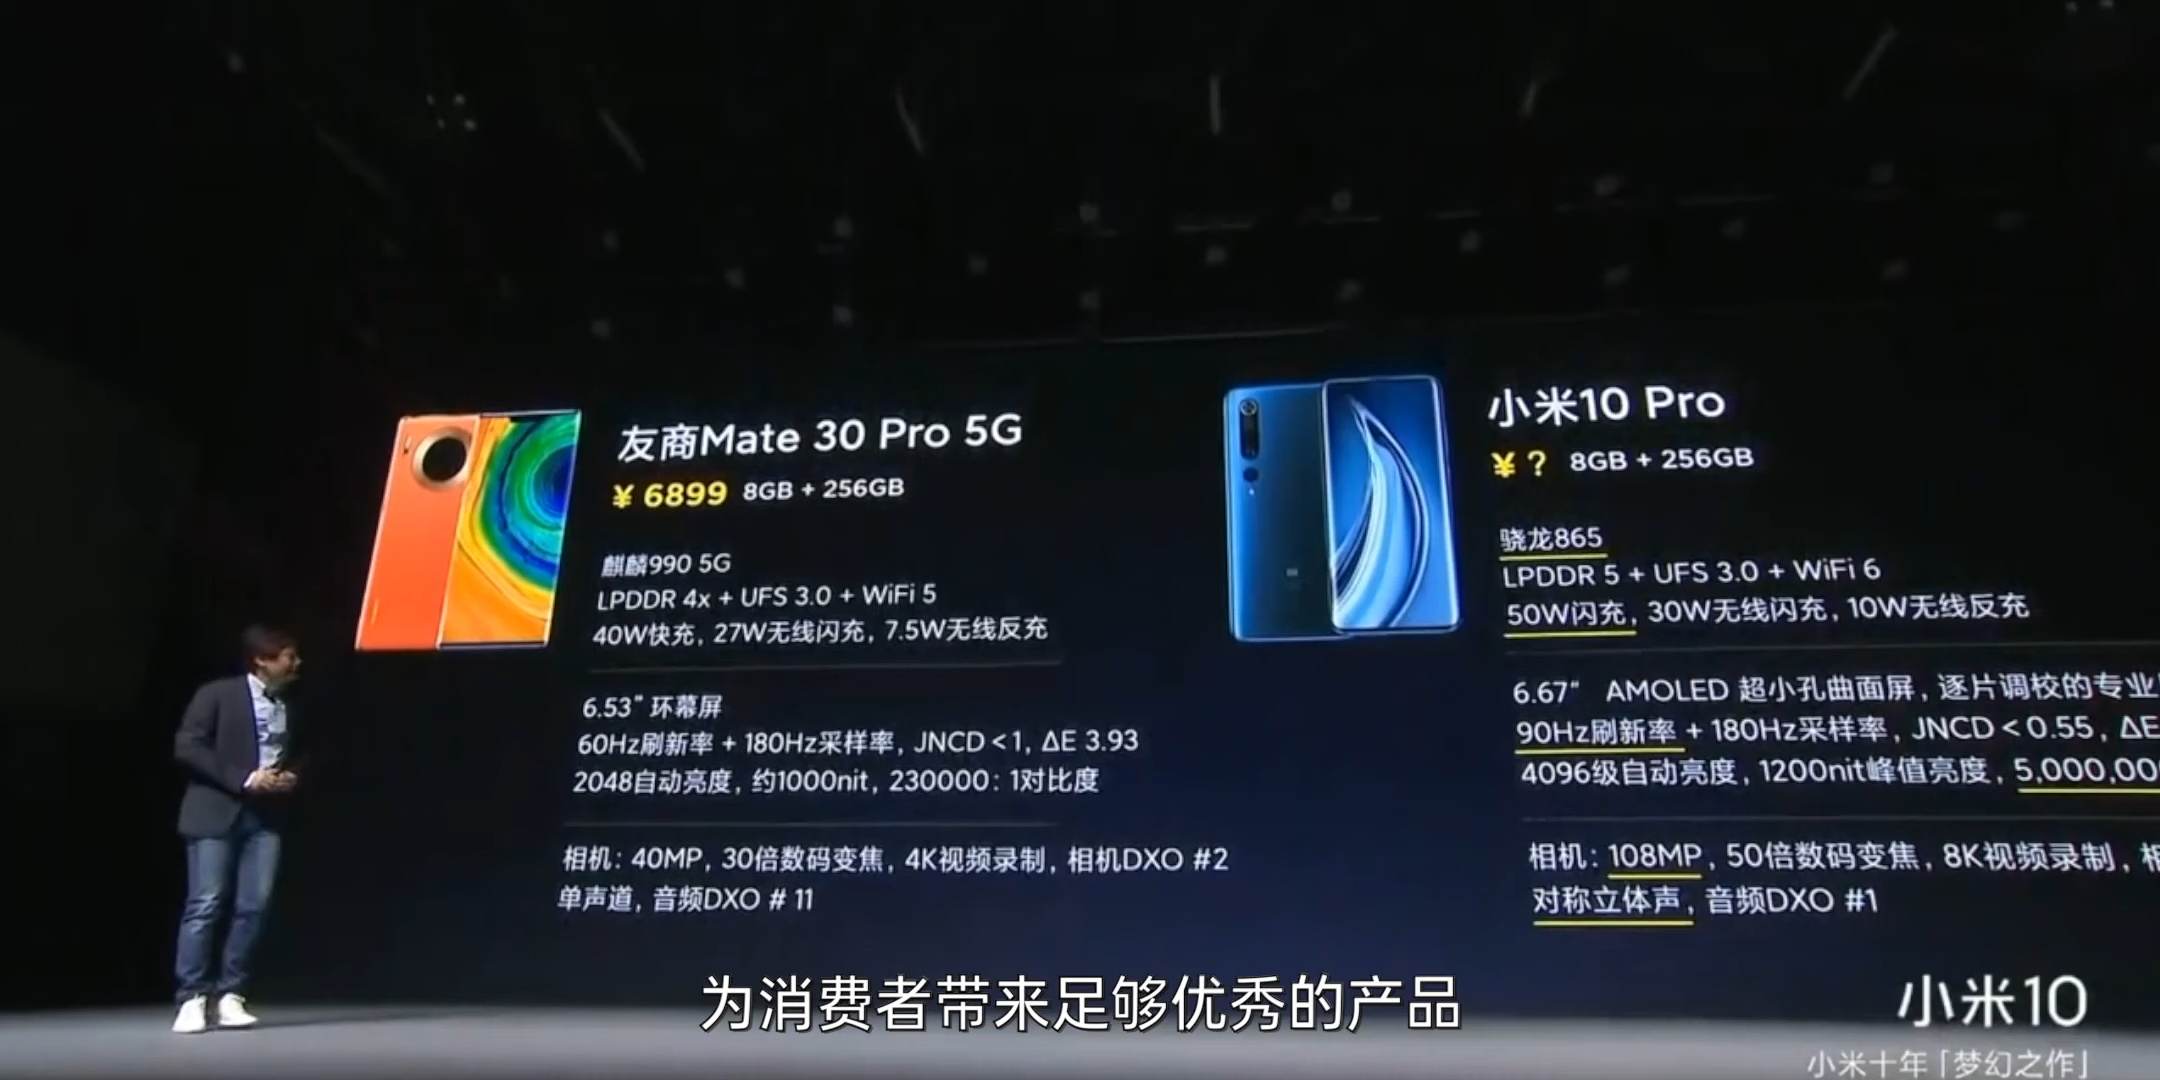 友商Mate 30 Pro 5G
¥ 6899 8GB + 256GB
麒麟990 5G
LPDDR 4x + UFS 3.0 + WiFi 5
40W快充, 27W无线闪充, 7.5W无线反充
6.53" 环幕屏
60Hz刷新率 + 180Hz采样率, JNCD < 1, ΔE 3.93
2048自动亮度, 约1000nit, 230000: 1对比度
相机: 40MP, 30倍数码变焦, 4K视频录制, 相机DXO #2
单声道, 音频DXO # 11
小米10 Pro
¥ ? 8GB + 256GB
骁龙865
LPDDR 5 + UFS 3.0 + WiFi 6
50W闪充, 30W无线闪充, 10W无线反充
6.67" AMOLED 超小孔曲面屏, 逐片调校的专业
90Hz刷新率 + 180Hz采样率, JNCD < 0.55, ΔE
4096级自动亮度, 1200nit峰值亮度, 5,000,00
相机: 108MP, 50倍数码变焦, 8K视频录制,
对称立体声, 音频DXO #1
为消费者带来足够优秀的产品
小米10
小米十年「梦幻之作」